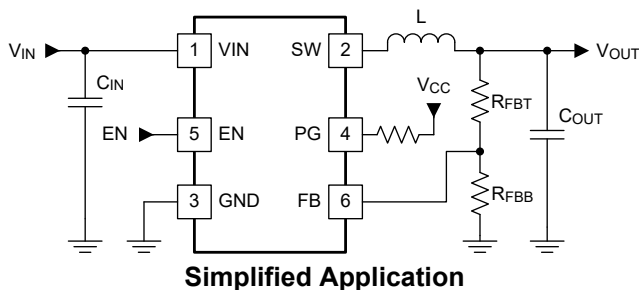 L
VIN
1
VIN
SW
2
VOUT
CIN
VCC
RFBT
COUT
EN
5
EN
PG
4
3
GND
FB
6
RFBB
Simplified Application